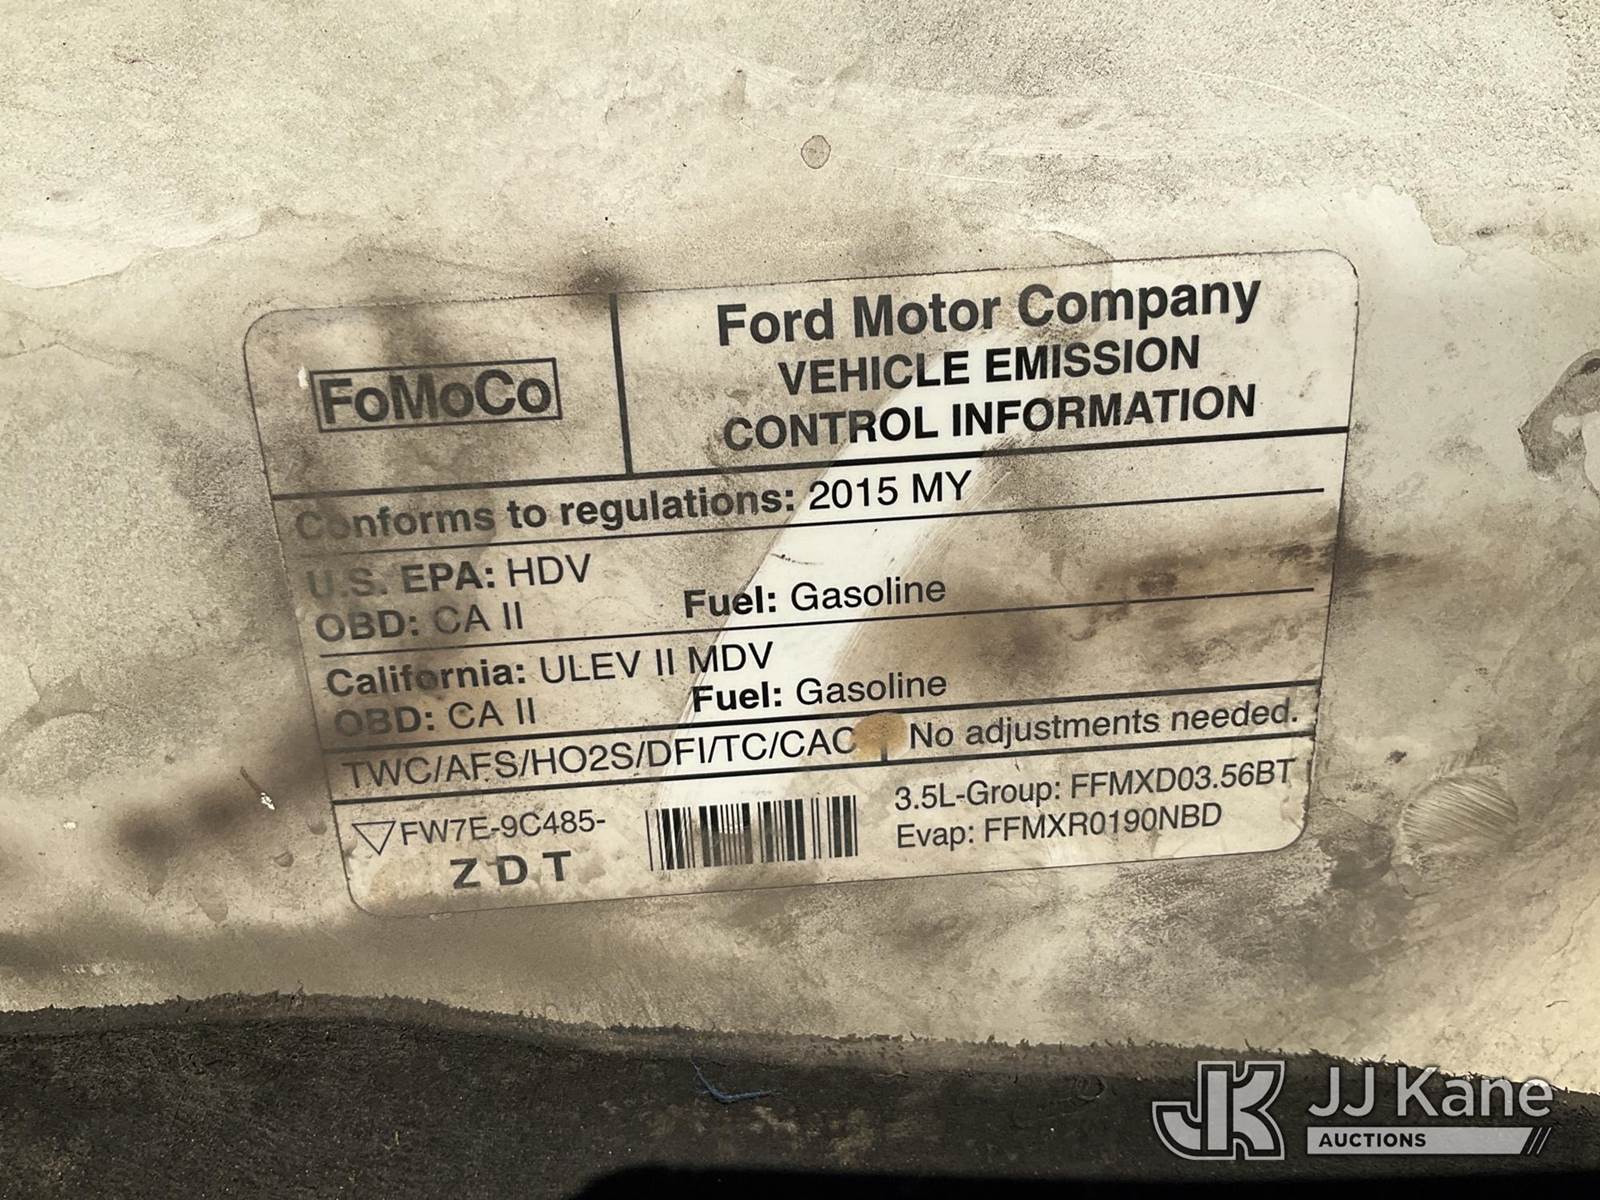 FoMoCo
Ford Motor Company
VEHICLE EMISSION
CONTROL INFORMATION
Conforms to regulations: 2015 MY
U.S. EPA: HDV
OBD: CA II Fuel: Gasoline
California: ULEV II MDV
OBD: CA II Fuel: Gasoline
TWC/AFS/HO2S/DFI/TC/CAC No adjustments needed.
FW7E-9C485-
ZDT
3.5L-Group: FFMXD03.56BT
Evap: FFMXR0190NBD
JK JJ Kane
AUCTIONS